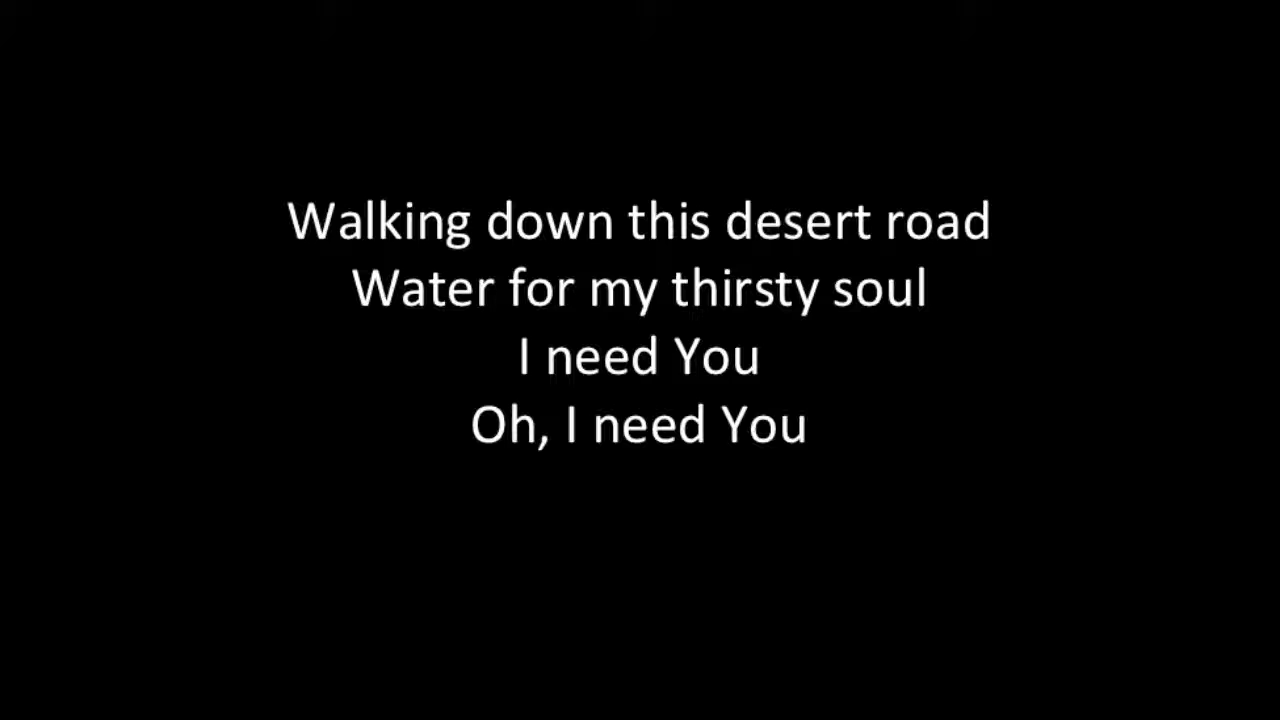 Walking down this desert road
Water for my thirsty soul
I need You
Oh, I need You